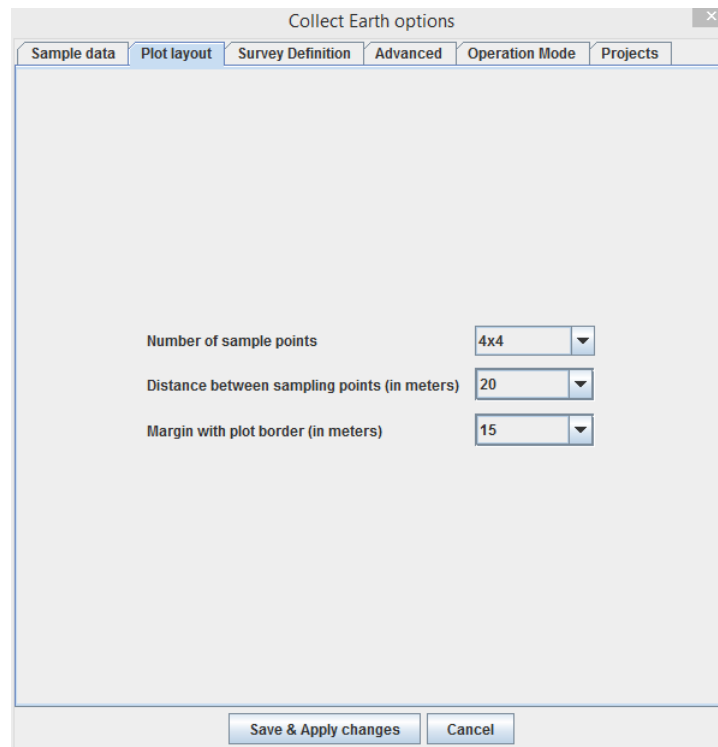 Collect Earth options
Sample data Plot layout Survey Definition Advanced Operation Mode Projects
Number of sample points 4x4
Distance between sampling points (in meters) 20
Margin with plot border (in meters) 15
Save & Apply changes Cancel